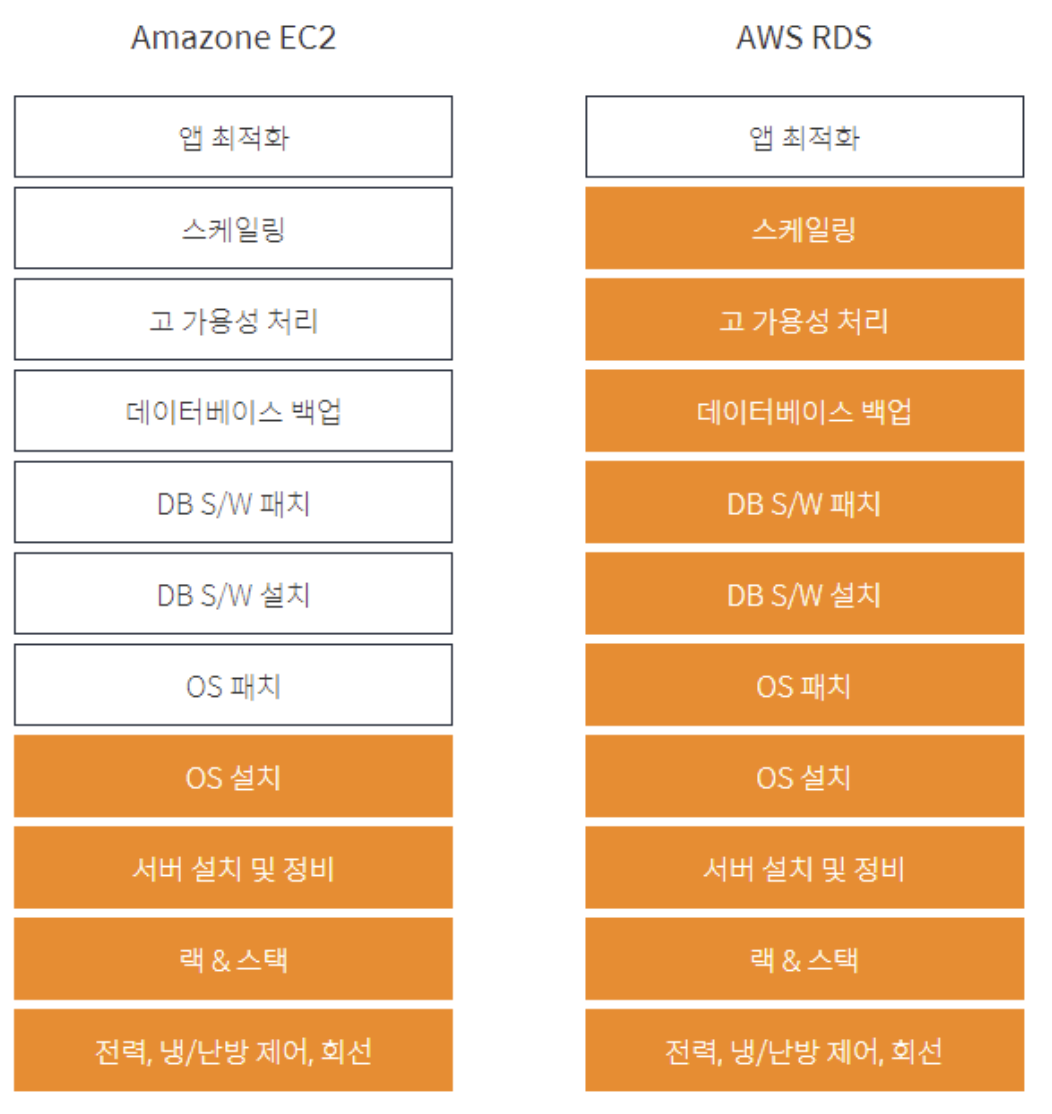 Amazone EC2
AWS RDS
앱 최적화
앱 최적화
스케일링
스케일링
고 가용성 처리
고 가용성 처리
데이터베이스 백업
데이터베이스 백업
DB S/W 패치
DB S/W 패치
DB S/W 설치
DB S/W 설치
OS 패치
OS 패치
OS 설치
OS 설치
서버 설치 및 정비
서버 설치 및 정비
랙 & 스택
랙 & 스택
전력, 냉/난방 제어, 회선
전력, 냉/난방 제어, 회선